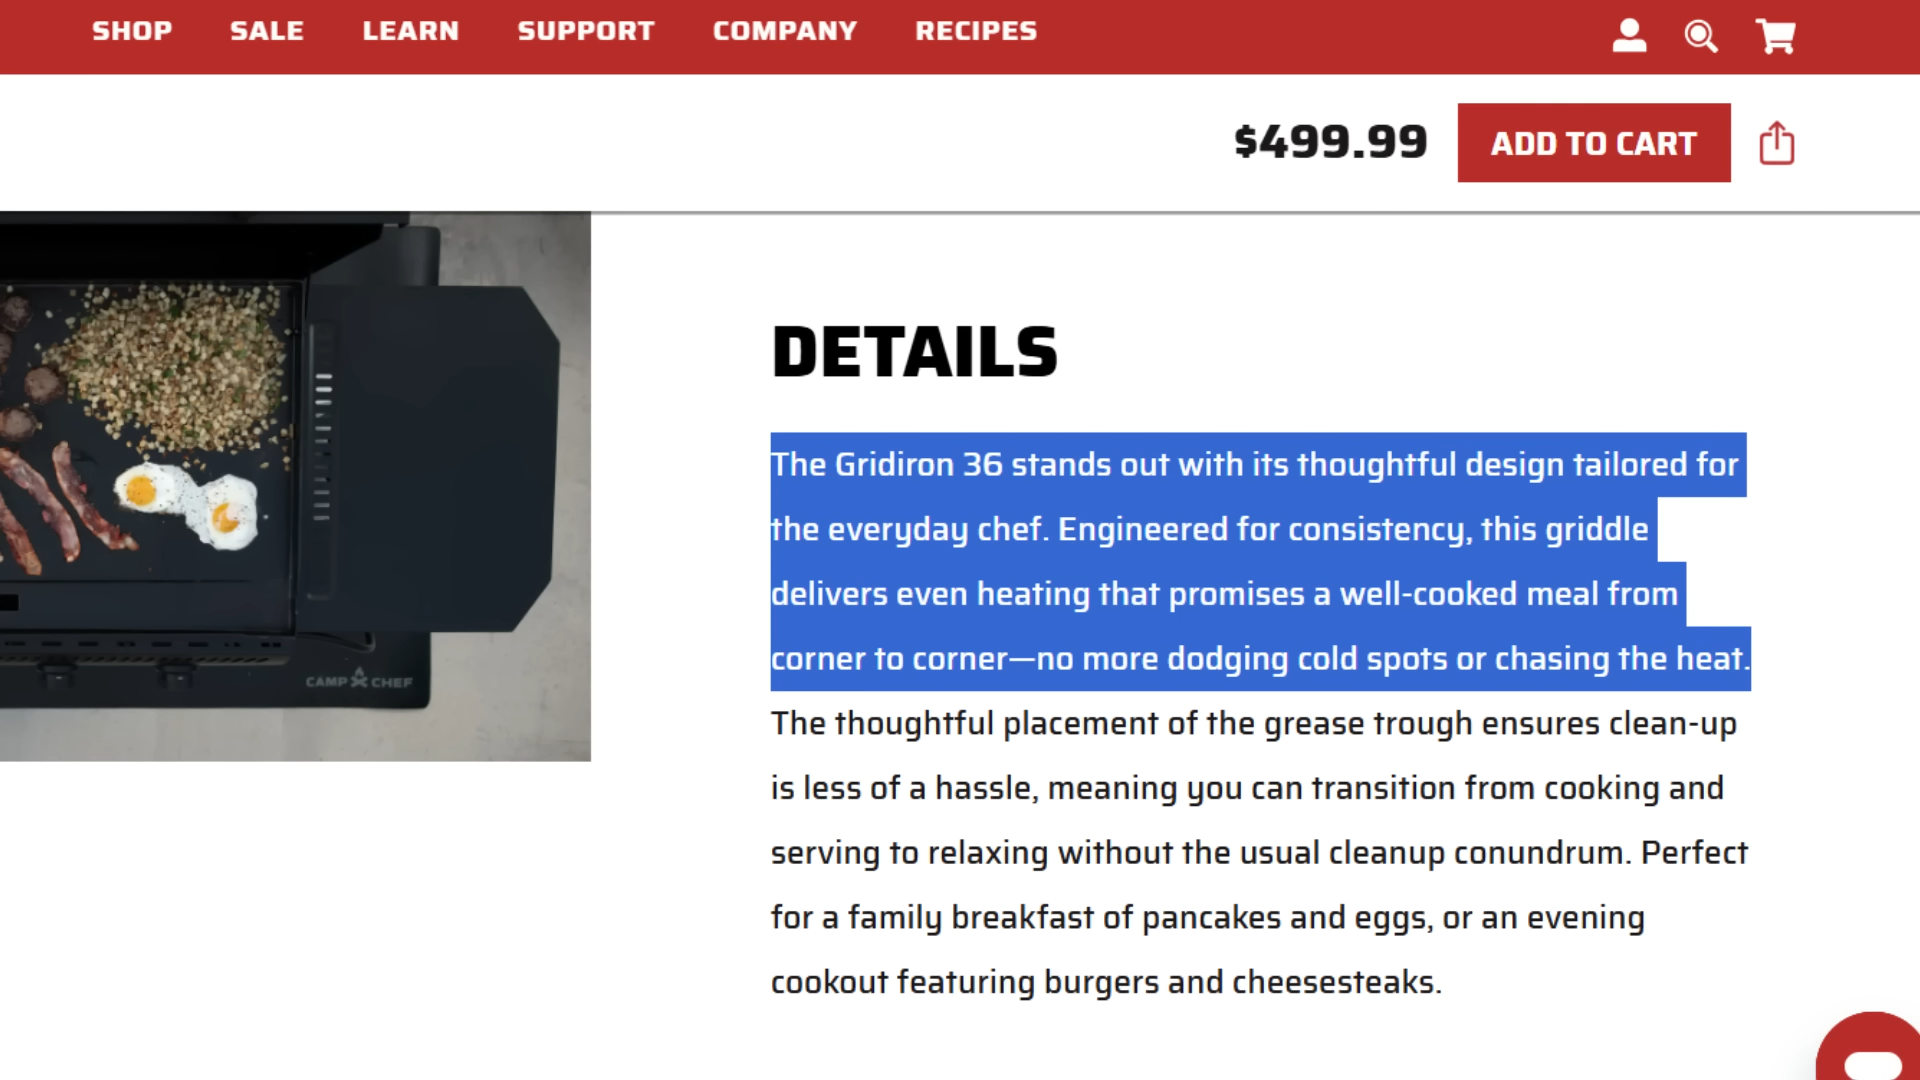 SHOP SALE LEARN SUPPORT COMPANY RECIPES
$499.99 ADD TO CART
CAMP CHEF
DETAILS
The Gridiron 36 stands out with its thoughtful design tailored for
the everyday chef. Engineered for consistency, this griddle
delivers even heating that promises a well-cooked meal from
corner to corner—no more dodging cold spots or chasing the heat.
The thoughtful placement of the grease trough ensures clean-up
is less of a hassle, meaning you can transition from cooking and
serving to relaxing without the usual cleanup conundrum. Perfect
for a family breakfast of pancakes and eggs, or an evening
cookout featuring burgers and cheesesteaks.